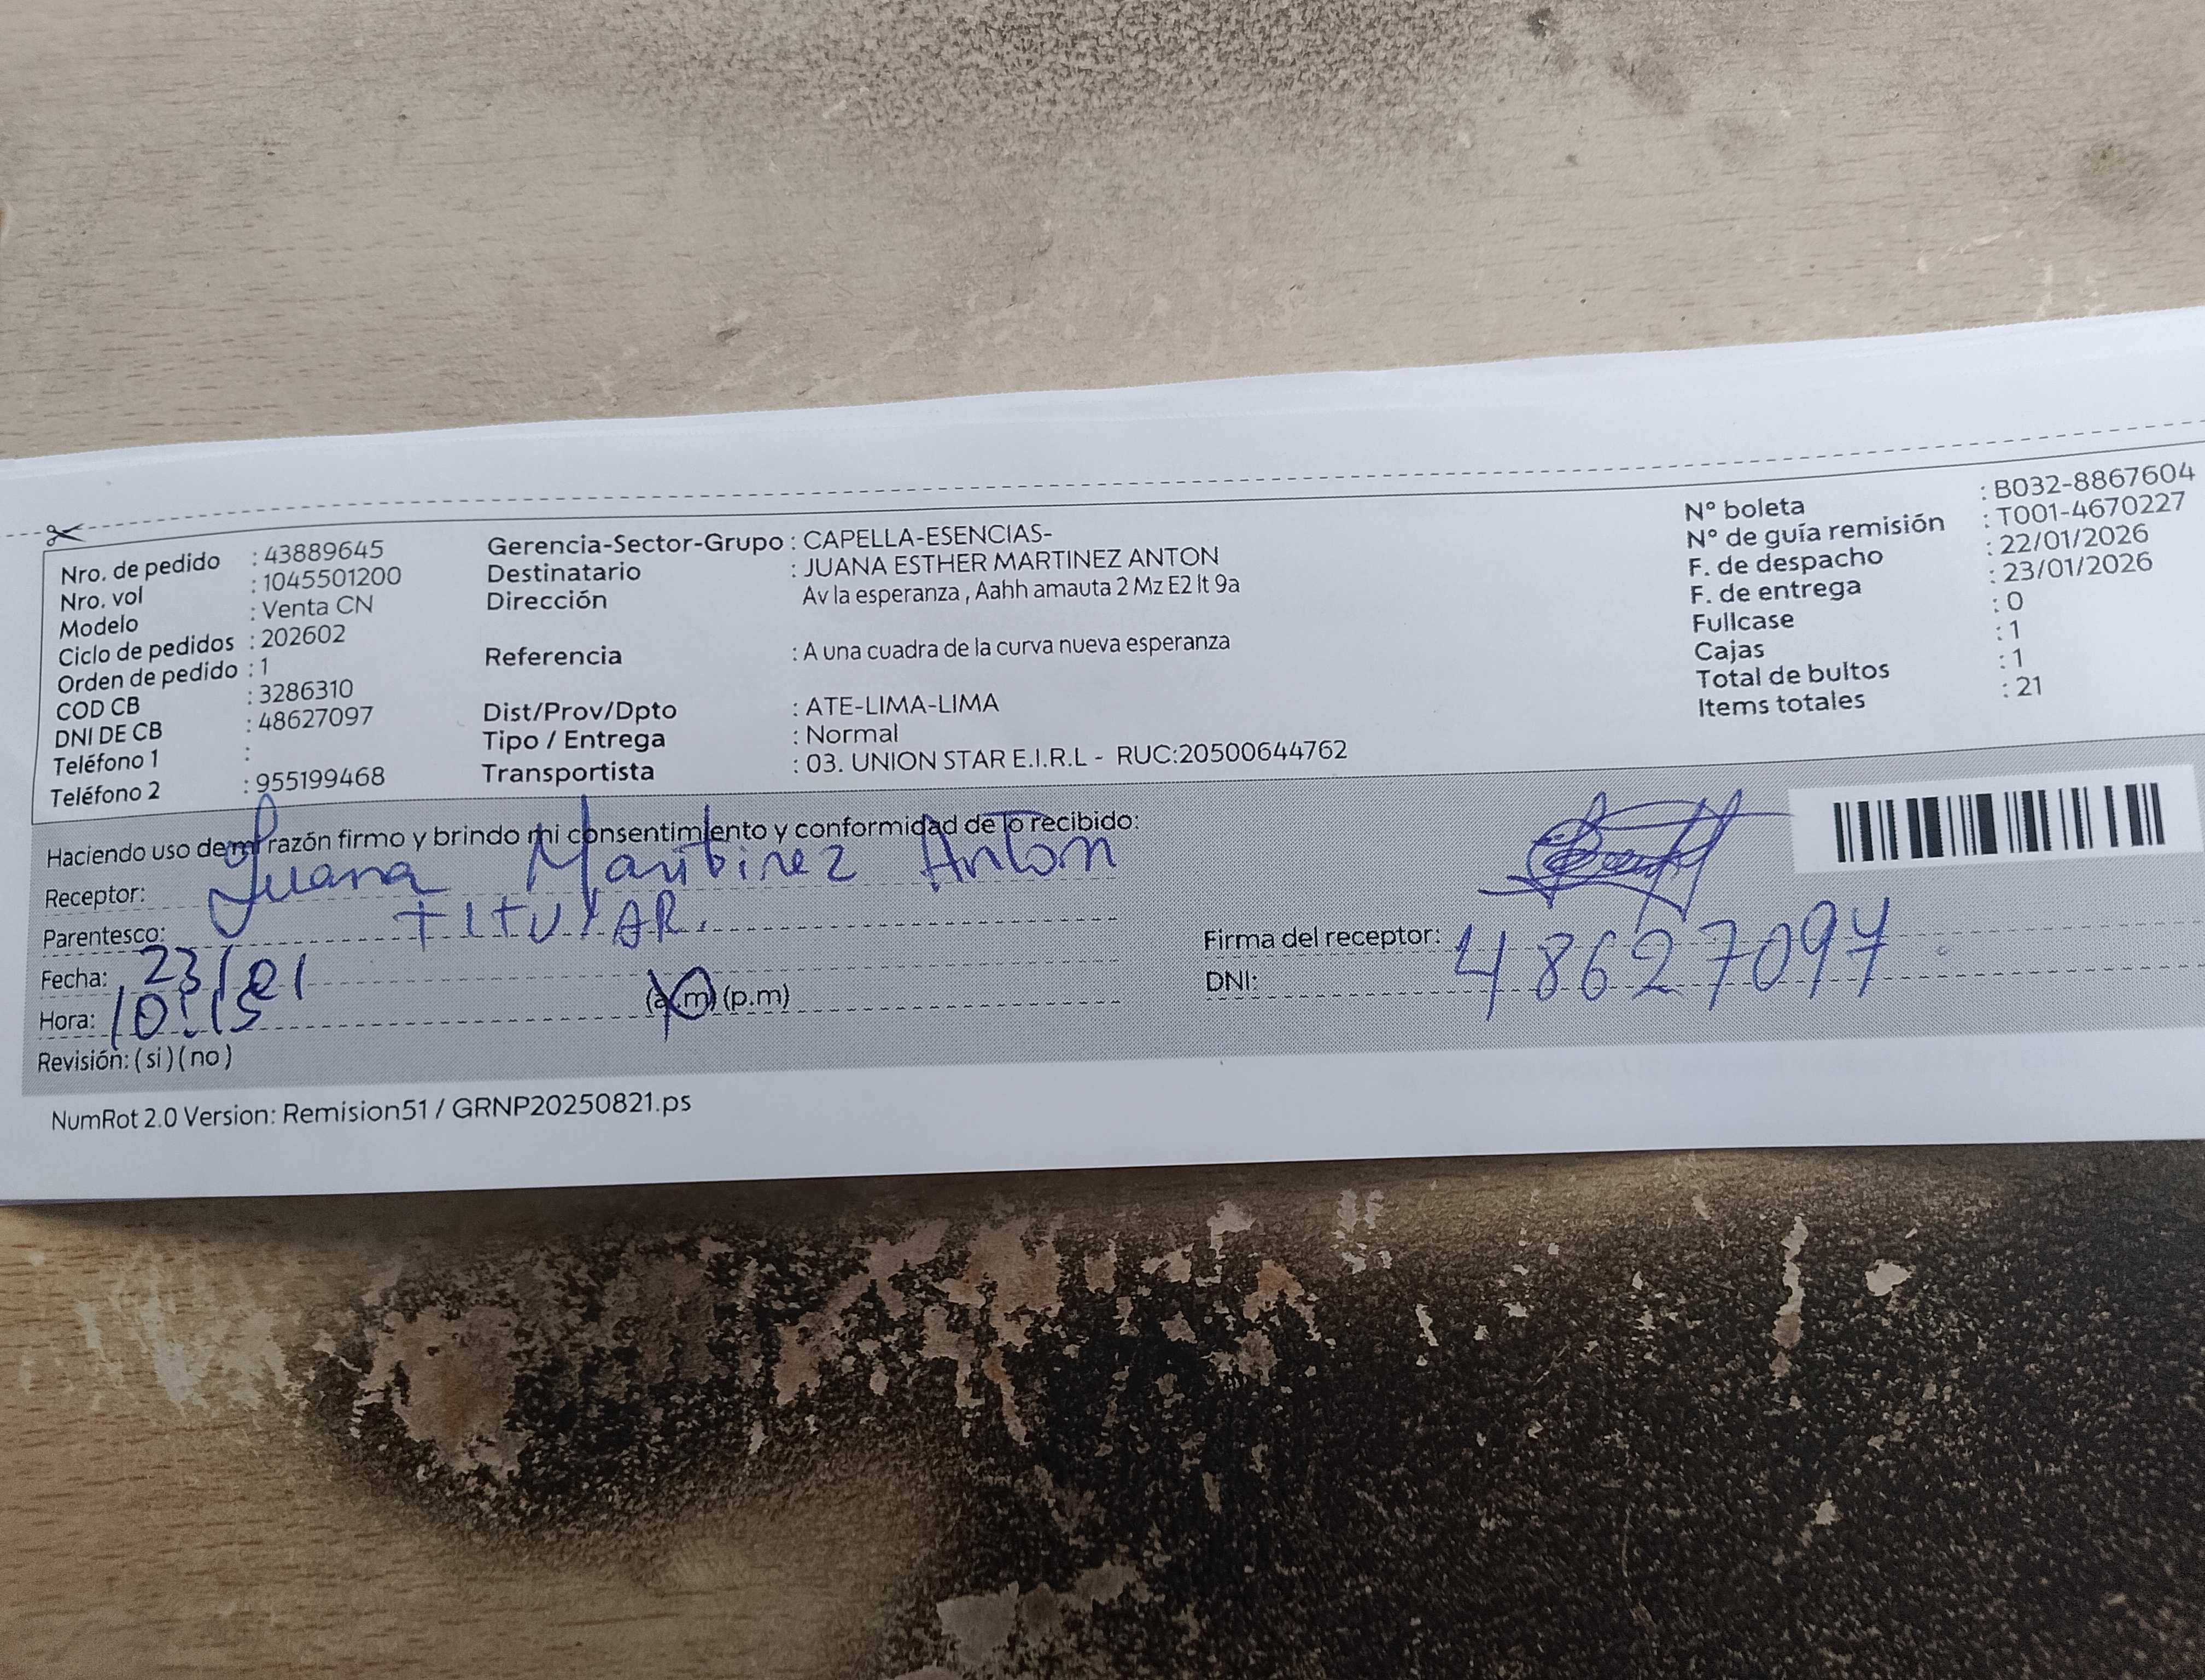 Nro. de pedido : 43889645
Nro. vol : 1045501200
Modelo : Venta CN
Ciclo de pedidos : 202602
Orden de pedido : 1
COD CB : 3286310
DNI DE CB : 48627097
Teléfono 1 :
Teléfono 2 : 955199468
Gerencia-Sector-Grupo : CAPELLA-ESENCIAS-
Destinatario : JUANA ESTHER MARTINEZ ANTON
Dirección Av la esperanza , Aahh amauta 2 Mz E2 lt 9a
Referencia : A una cuadra de la curva nueva esperanza
Dist/Prov/Dpto : ATE-LIMA-LIMA
Tipo / Entrega : Normal
Transportista : 03. UNION STAR E.I.R.L - RUC:20500644762
N° boleta : B032-8867604
N° de guía remisión : T001-4670227
F. de despacho : 22/01/2026
F. de entrega : 23/01/2026
Fullcase : 0
Cajas : 1
Total de bultos : 1
Items totales : 21
Haciendo uso de mi razón firmo y brindo mi consentimiento y conformidad de lo recibido:
Receptor: Juana Martinez Anton
Parentesco: TITULAR.
Fecha: 23/01
Hora: 10:15 (a.m) (p.m)
Revisión: ( si ) ( no )
Firma del receptor:
DNI: 48627097
NumRot 2.0 Version: Remision51 / GRNP20250821.ps